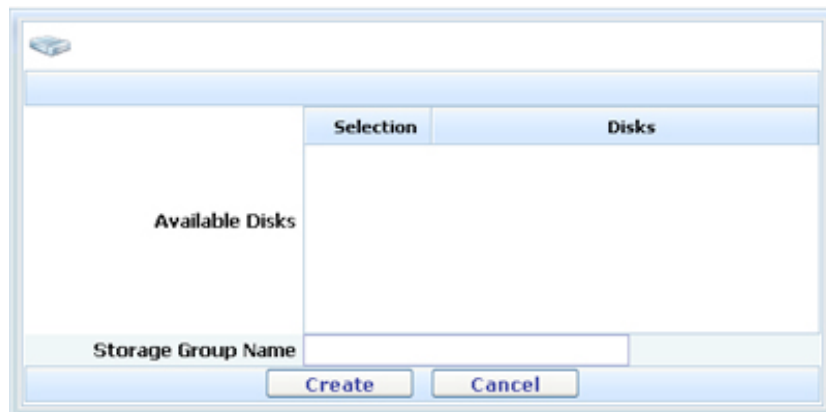 Selection Disks
Available Disks
Storage Group Name
Create Cancel